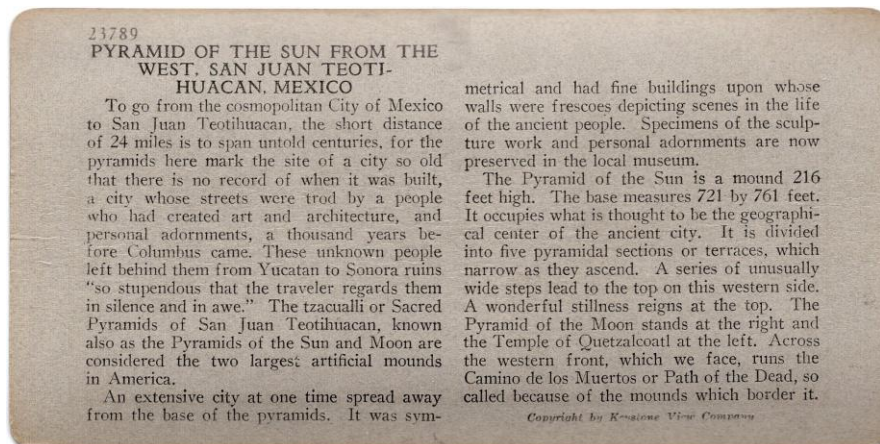 23789
PYRAMID OF THE SUN FROM THE
WEST, SAN JUAN TEOTI-
HUACAN, MEXICO
To go from the cosmopolitan City of Mexico
to San Juan Teotihuacan, the short distance
of 24 miles is to span untold centuries, for the
pyramids here mark the site of a city so old
that there is no record of when it was built,
a city whose streets were trod by a people
who had created art and architecture, and
personal adornments, a thousand years be-
fore Columbus came. These unknown people
left behind them from Yucatan to Sonora ruins
"so stupendous that the traveler regards them
in silence and in awe." The tzacualli or Sacred
Pyramids of San Juan Teotihuacan, known
also as the Pyramids of the Sun and Moon are
considered the two largest artificial mounds
in America.
An extensive city at one time spread away
from the base of the pyramids. It was sym-
metrical and had fine buildings upon whose
walls were frescoes depicting scenes in the life
of the ancient people. Specimens of the sculp-
ture work and personal adornments are now
preserved in the local museum.
The Pyramid of the Sun is a mound 216
feet high. The base measures 721 by 761 feet.
It occupies what is thought to be the geographi-
cal center of the ancient city. It is divided
into five pyramidal sections or terraces, which
narrow as they ascend. A series of unusually
wide steps lead to the top on this western side.
A wonderful stillness reigns at the top. The
Pyramid of the Moon stands at the right and
the Temple of Quetzalcoatl at the left. Across
the western front, which we face, runs the
Camino de los Muertos or Path of the Dead, so
called because of the mounds which border it.
Copyright by Keystone View Company